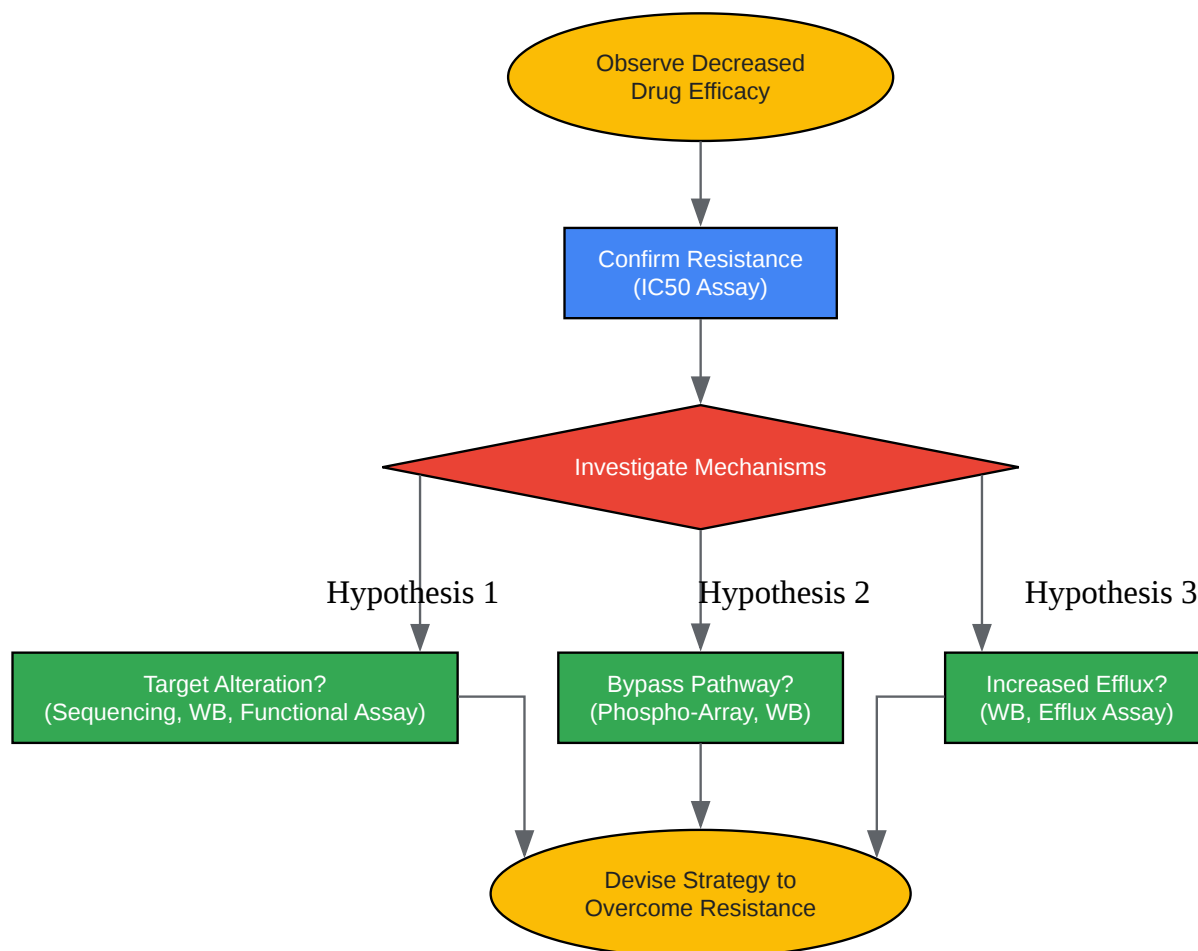 Observe Decreased
Drug Efficacy
Confirm Resistance
(IC50 Assay)
Investigate Mechanisms
Hypothesis 1
Hypothesis 2
Hypothesis 3
Target Alteration?
(Sequencing, WB, Functional Assay)
Bypass Pathway?
(Phospho-Array, WB)
Increased Efflux?
(WB, Efflux Assay)
Devise Strategy to
Overcome Resistance